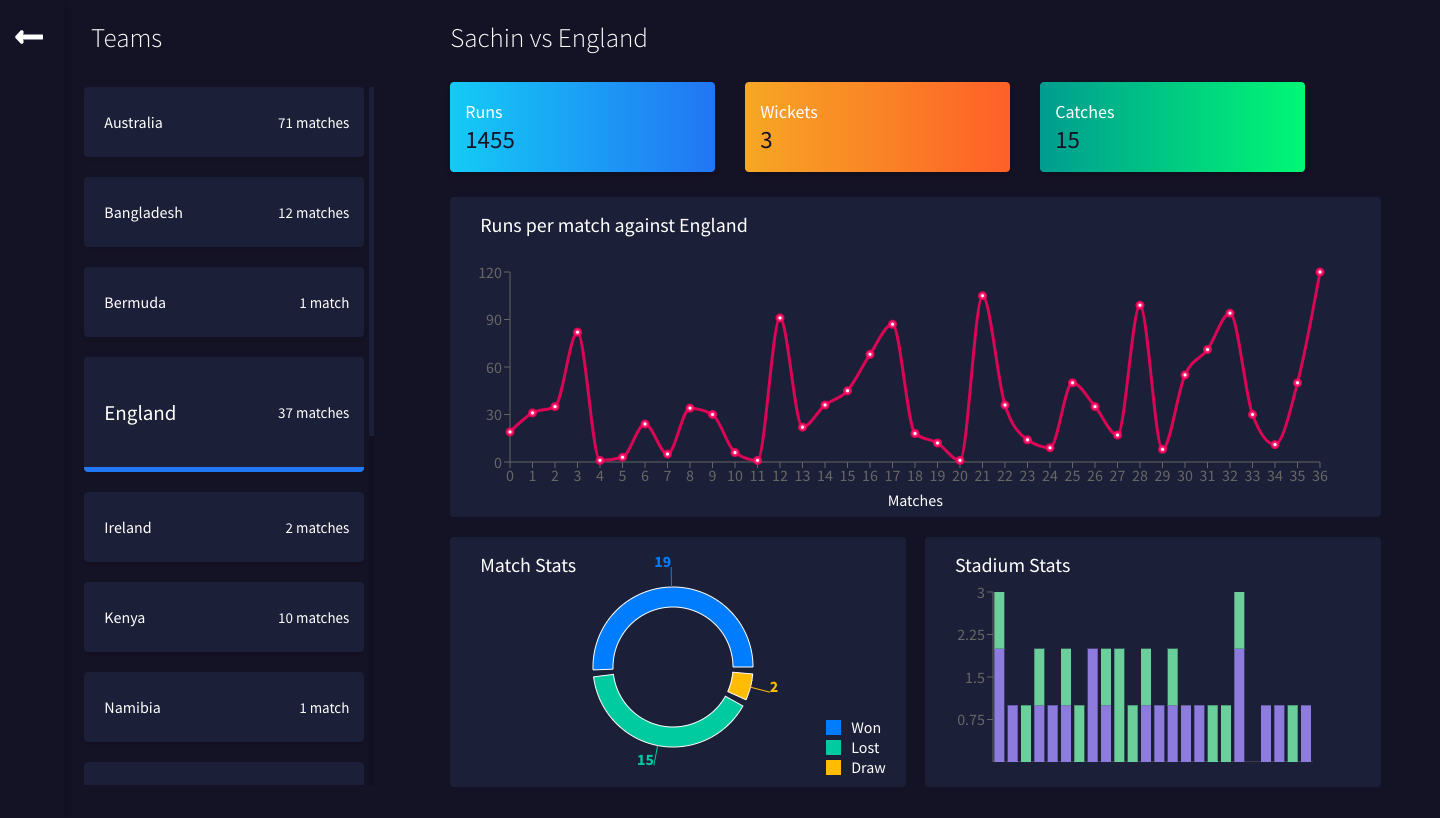 Teams
Australia 71 matches
Bangladesh 12 matches
Bermuda 1 match
England 37 matches
Ireland 2 matches
Kenya 10 matches
Namibia 1 match
Sachin vs England
Runs
1455
Wickets
3
Catches
15
Runs per match against England
120
90
60
30
0
0 1 2 3 4 5 6 7 8 9 10 11 12 13 14 15 16 17 18 19 20 21 22 23 24 25 26 27 28 29 30 31 32 33 34 35 36
Matches
Match Stats
19
2
15
Won
Lost
Draw
Stadium Stats
3
2.25
1.5
0.75